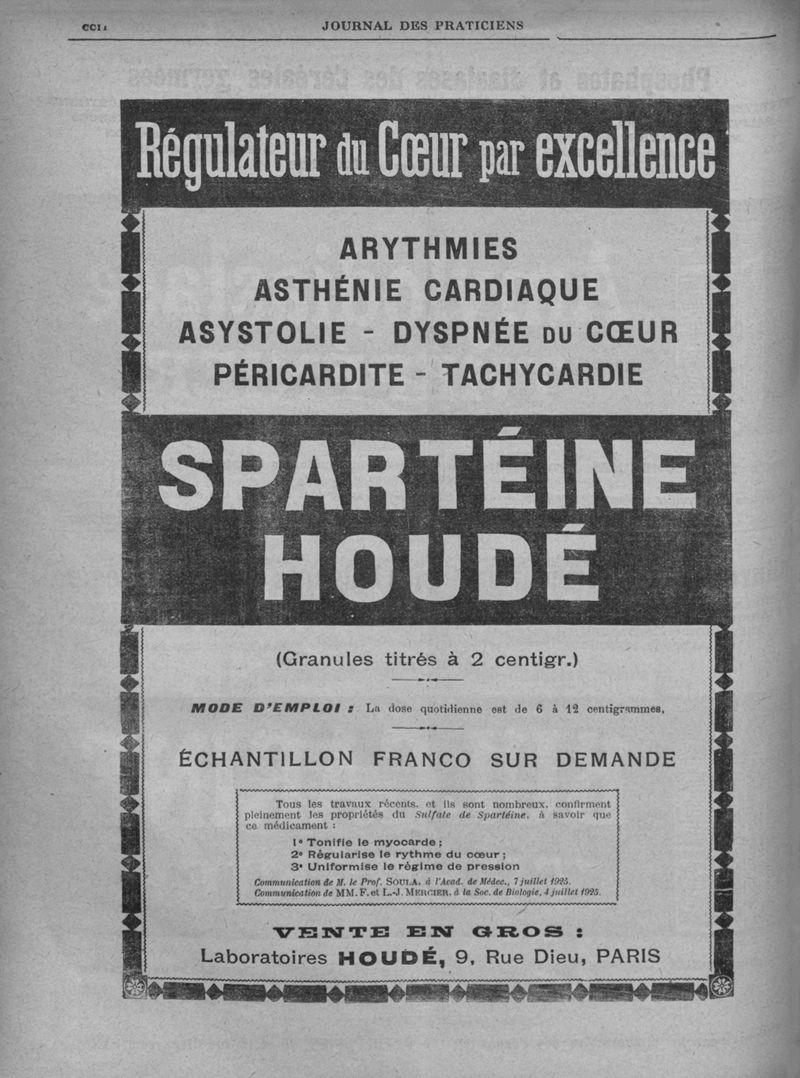 JOURNAL DES PRATICIENS
Régulateur du Cœur par excellence
ARYTHMIES
ASTHÉNIE CARDIAQUE
ASYSTOLIE - DYSPNÉE DU CŒUR
PÉRICARDITE - TACHYCARDIE
SPARTÉINE
HOUDÉ
(Granules titrés à 2 centigr.)
MODE D'EMPLOI : La dose quotidienne est de 6 à 12 centigrammes.
ÉCHANTILLON FRANCO SUR DEMANDE
Tous les travaux récents, et ils sont nombreux, confirment
pleinement les propriétés du Sulfate de Spartéine, à savoir que
ce médicament :
1° Tonifie le myocarde ;
2° Régularise le rythme du cœur ;
3° Uniformise le régime de pression
Communication de M. le Prof. SOULA, à l'Acad. de Médec., 7 juillet 1925.
Communication de MM. F. et L.-J. MERCIER, à la Soc. de Biologie, 4 juillet 1925.
VENTE EN GROS :
Laboratoires HOUDÉ, 9, Rue Dieu, PARIS